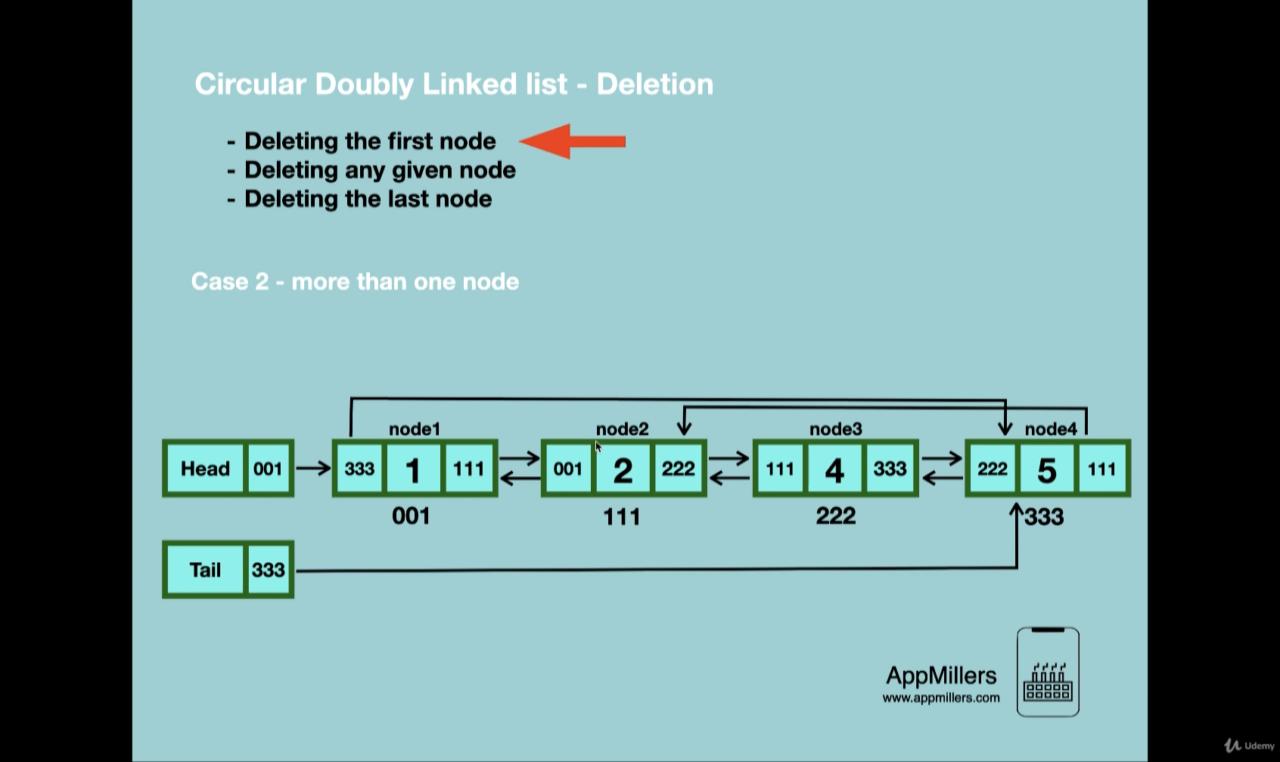 Circular Doubly Linked list - Deletion
- Deleting the first node
- Deleting any given node
- Deleting the last node
Case 2 - more than one node
node1 node2 node3 node4
Head 001 333 1 111 001 2 222 111 4 333 222 5 111
001 111 222 333
Tail 333
AppMillers
www.appmillers.com
Udemy